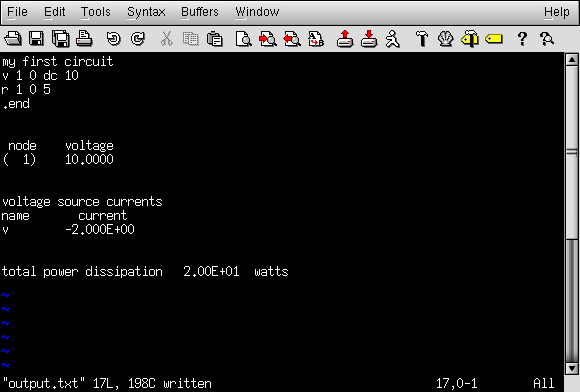 File Edit Tools Syntax Buffers Window Help
my first circuit
v 1 0 dc 10
r 1 0 5
.end
node voltage
( 1) 10.0000
voltage source currents
name current
v -2.000E+00
total power dissipation 2.00E+01 watts
~
~
~
~
~
~
"output.txt" 17L, 198C written 17,0-1 All